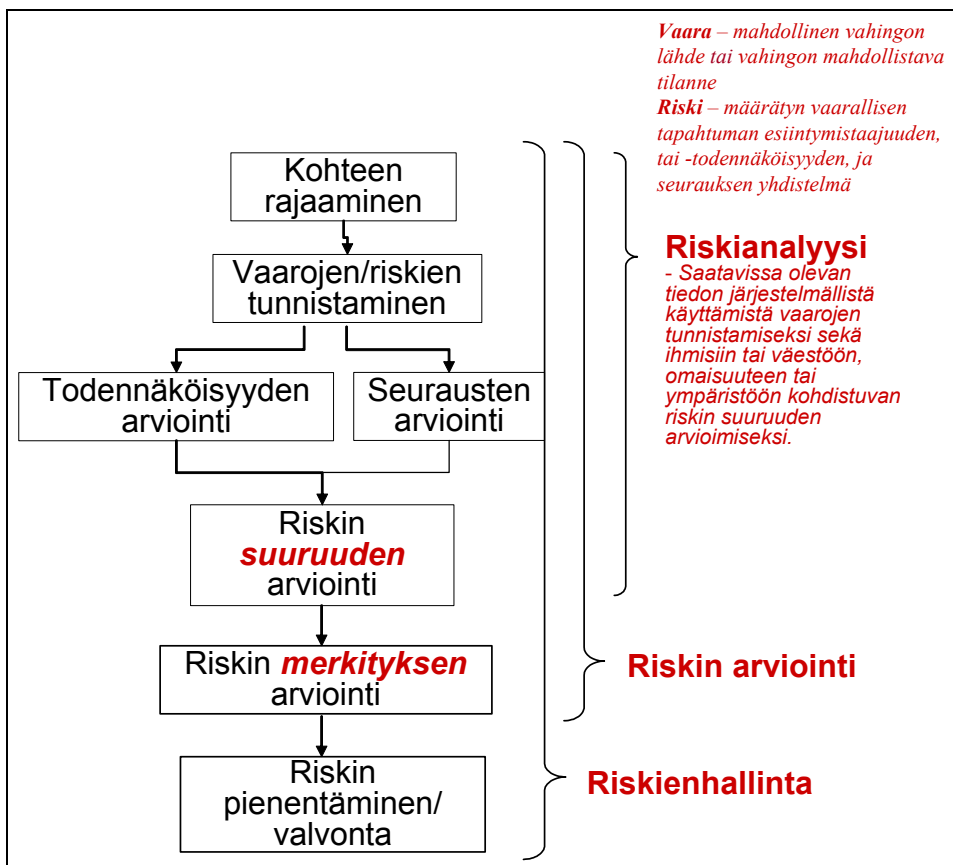 Vaara – mahdollinen vahingon
lähde tai vahingon mahdollistava
tilanne
Riski – määrätyn vaarallisen
tapahtuman esiintymistaajuuden,
tai -todennäköisyyden, ja
seurauksen yhdistelmä
Kohteen
rajaaminen
Vaarojen/riskien
tunnistaminen
Todennäköisyyden
arviointi
Seurausten
arviointi
Riskin
suuruuden
arviointi
Riskin merkityksen
arviointi
Riskin
pienentäminen/
valvonta
Riskianalyysi
- Saatavissa olevan
tiedon järjestelmällistä
käyttämistä vaarojen
tunnistamiseksi sekä
ihmisiin tai väestöön,
omaisuuteen tai
ympäristöön kohdistuvan
riskin suuruuden
arvioimiseksi.
Riskin arviointi
Riskienhallinta